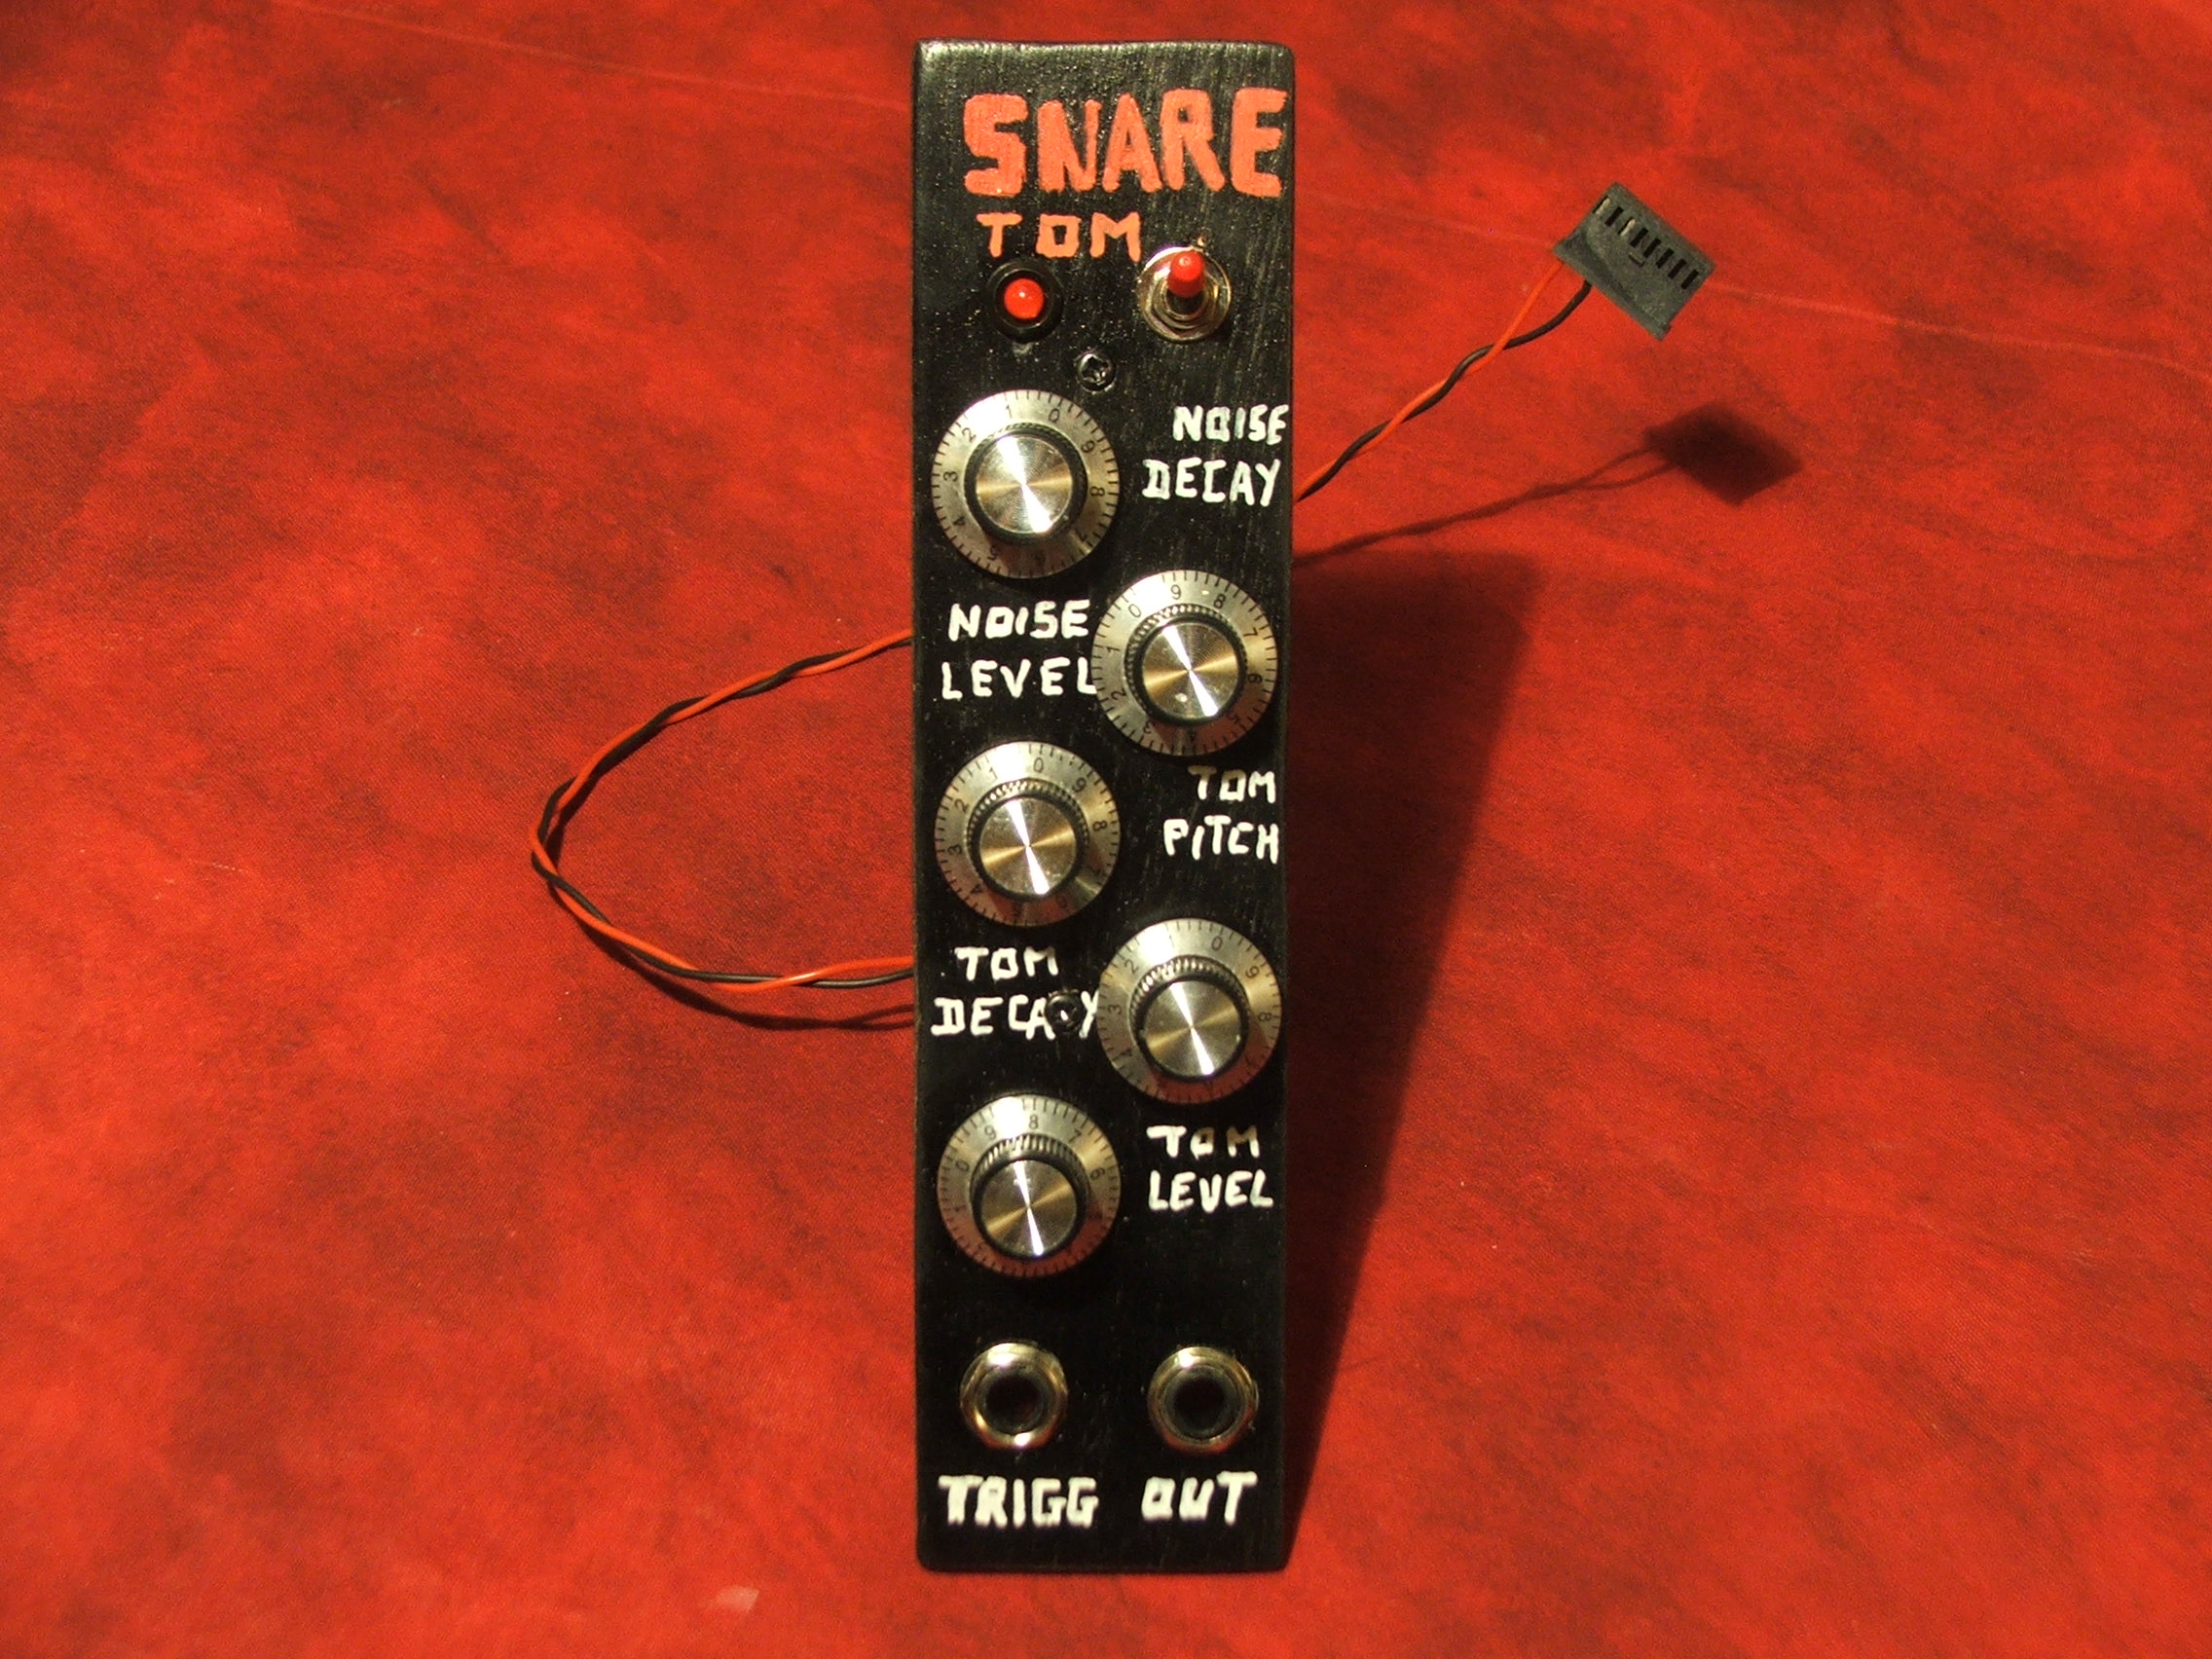 SNARE
TOM
NOISE
DECAY
NOISE
LEVEL
TOM
PITCH
TOM
DECAY
TOM
LEVEL
TRIGG OUT